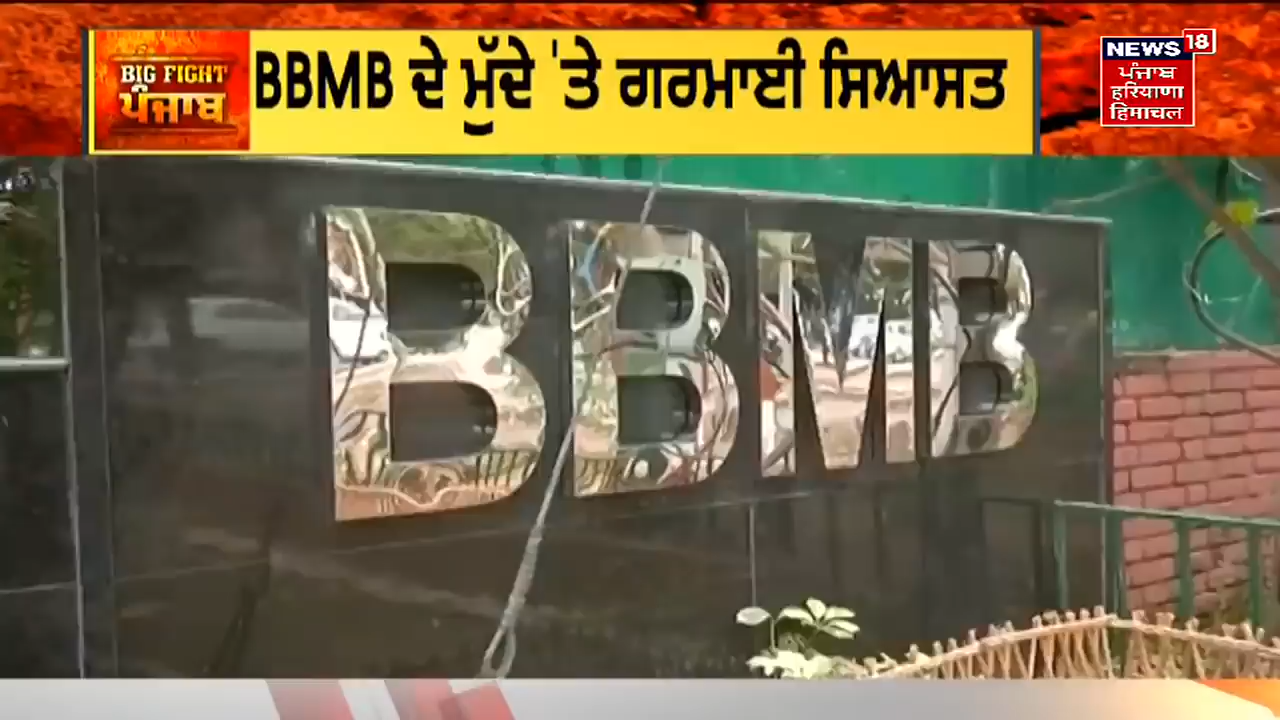 BIG FIGHT
ਪੰਜਾਬ
BBMB ਦੇ ਮੁੱਦੇ 'ਤੇ ਗਰਮਾਈ ਸਿਆਸਤ
NEWS 18
ਪੰਜਾਬ
ਹਰਿਆਣਾ
ਹਿਮਾਚਲ
BBMB